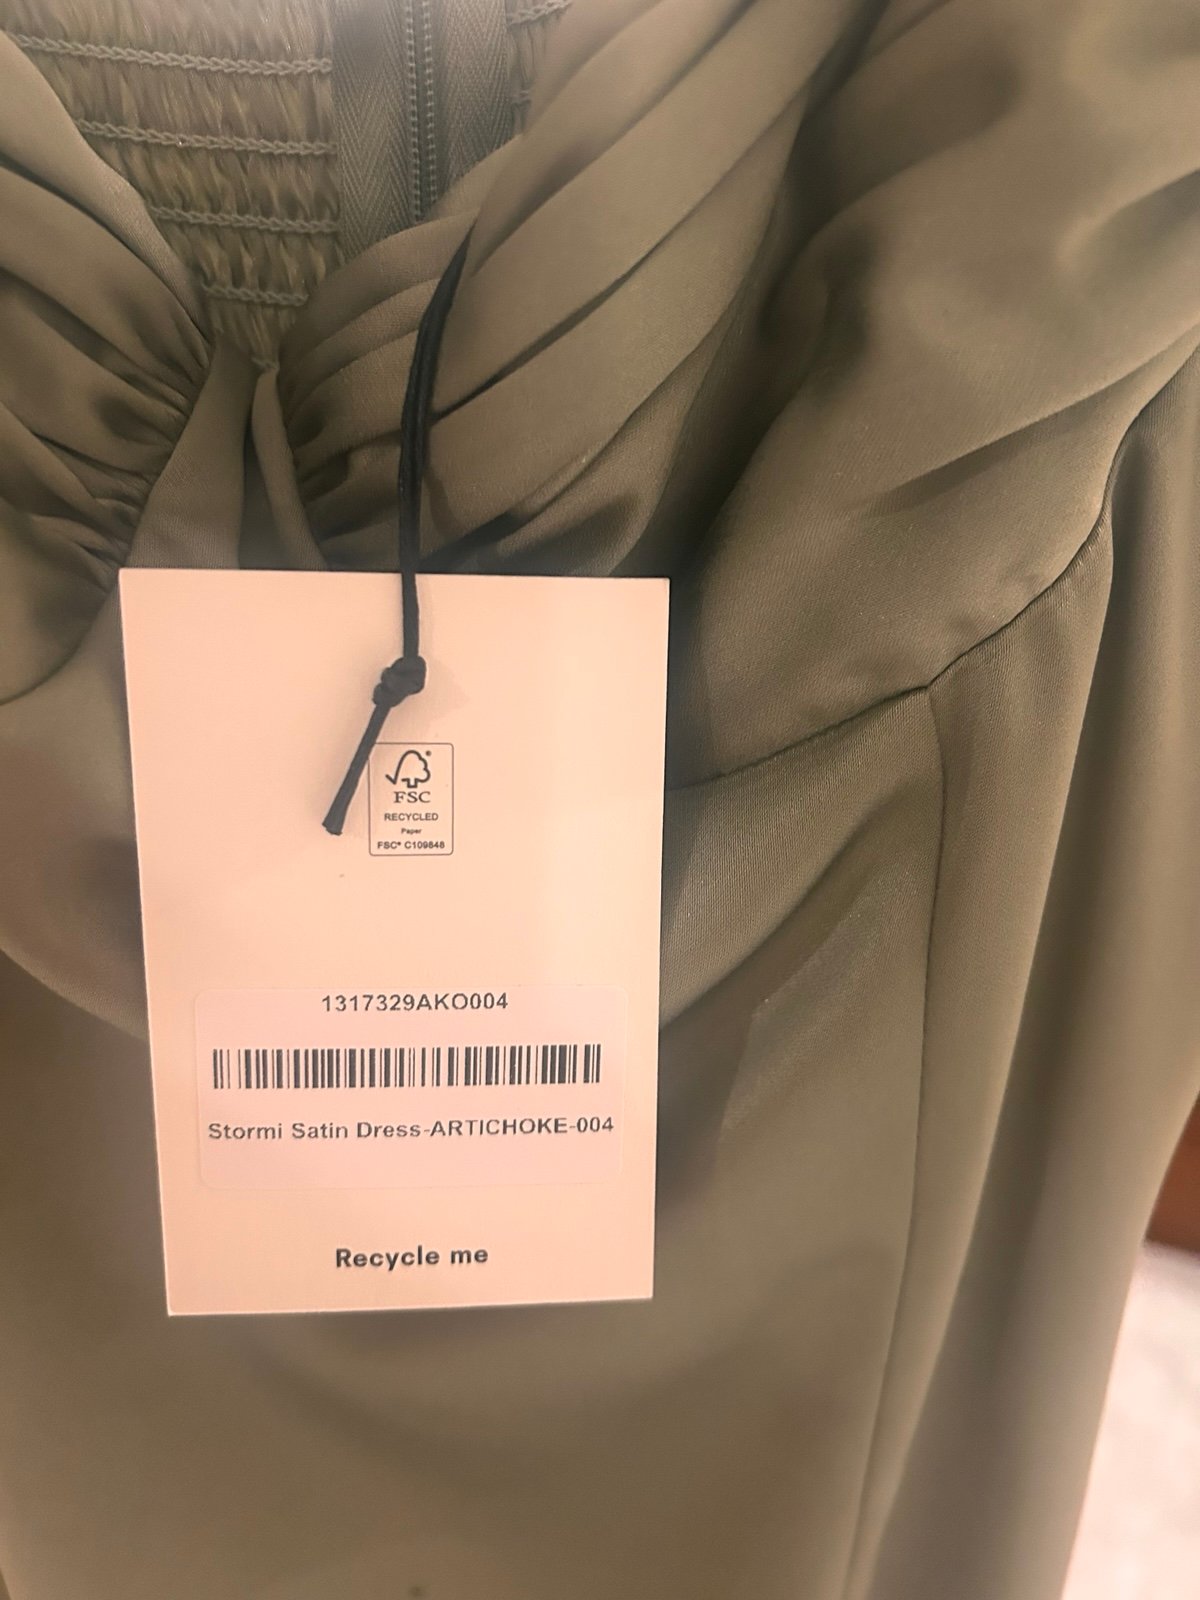 FSC®
RECYCLED
Paper
FSC® C109848
1317329AKO004
Stormi Satin Dress-ARTICHOKE-004
Recycle me